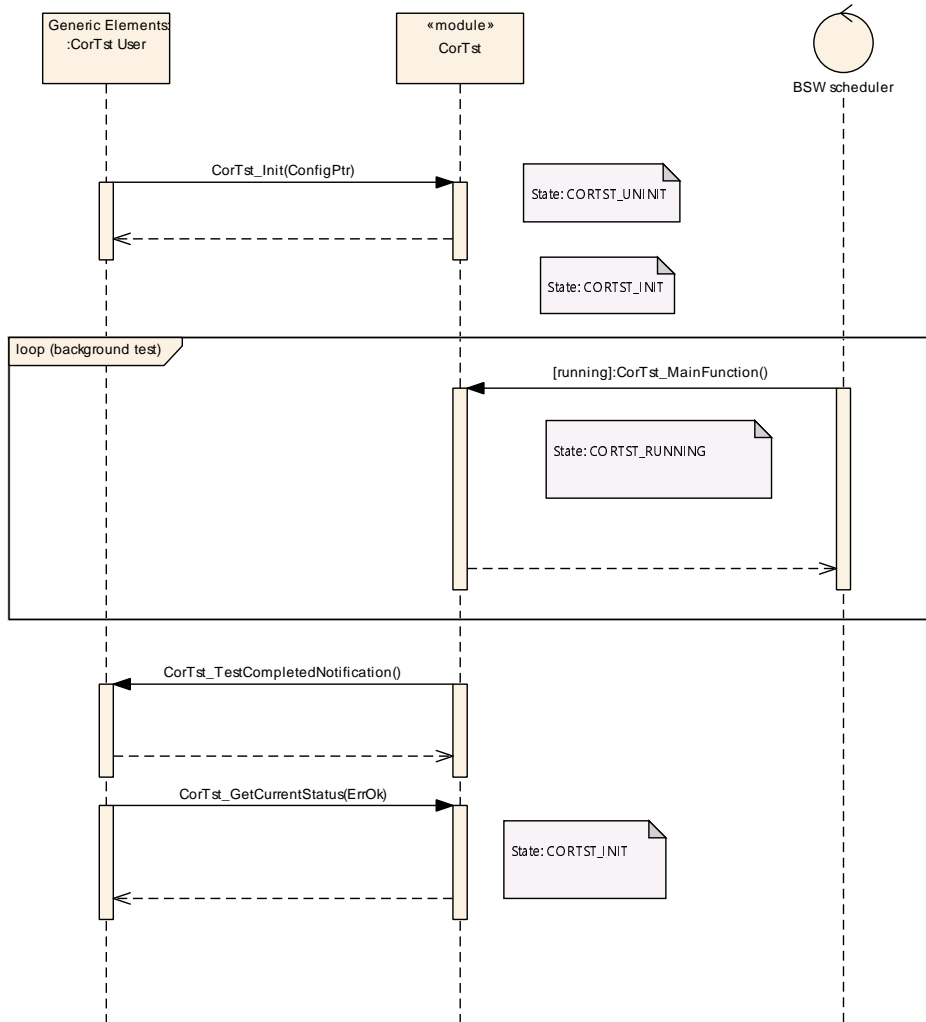 Generic Elements:
:CorTst User
«module»
CorTst
BSW scheduler
CorTst_Init(ConfigPtr)
State: CORTST_UNINIT
State: CORTST_INIT
loop (background test)
[running]:CorTst_MainFunction()
State: CORTST_RUNNING
CorTst_TestCompletedNotification()
CorTst_GetCurrentStatus(ErrOk)
State: CORTST_INIT